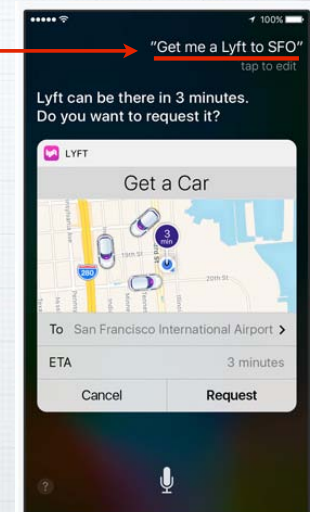 100%
"Get me a Lyft to SFO"
tap to edit
Lyft can be there in 3 minutes.
Do you want to request it?
LYFT
Get a Car
3
min
280
20th St
To San Francisco International Airport >
ETA 3 minutes
Cancel Request
?